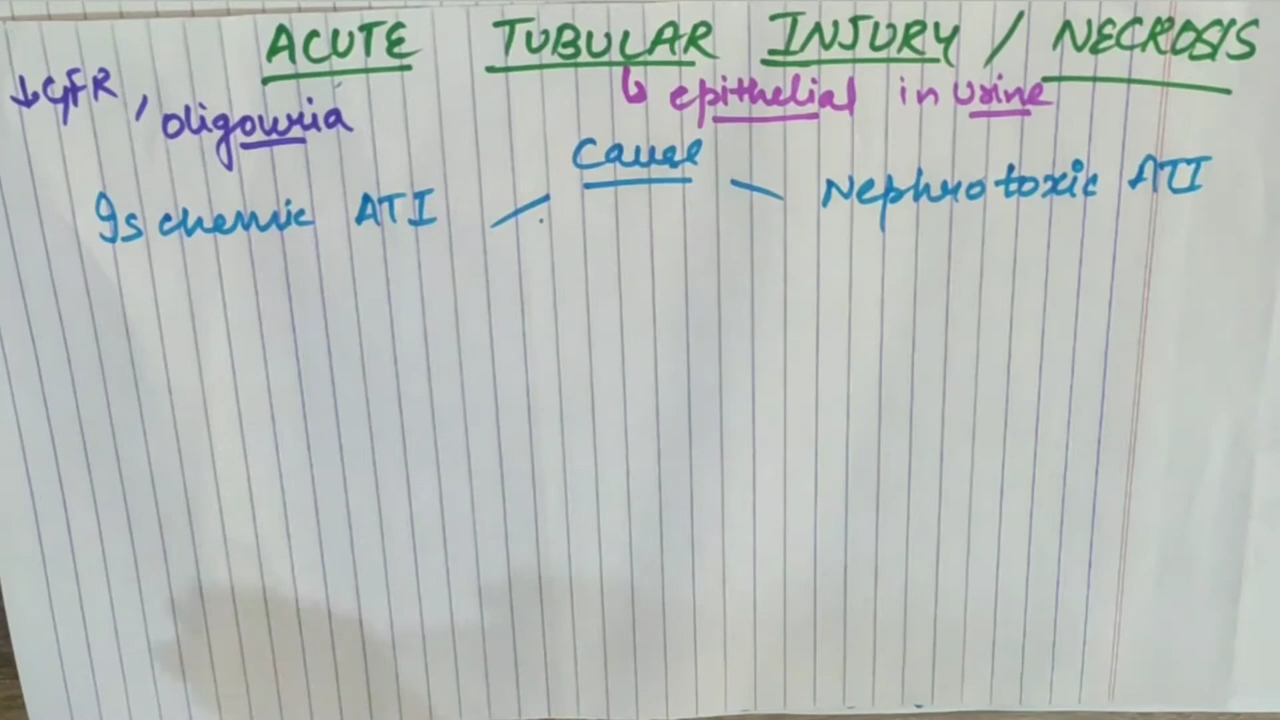 ACUTE TUBULAR INJURY / NECROSIS
↓GFR, oligouria
↳ epithelial in urine
Cause
Ischemic ATI
Nephrotoxic ATI